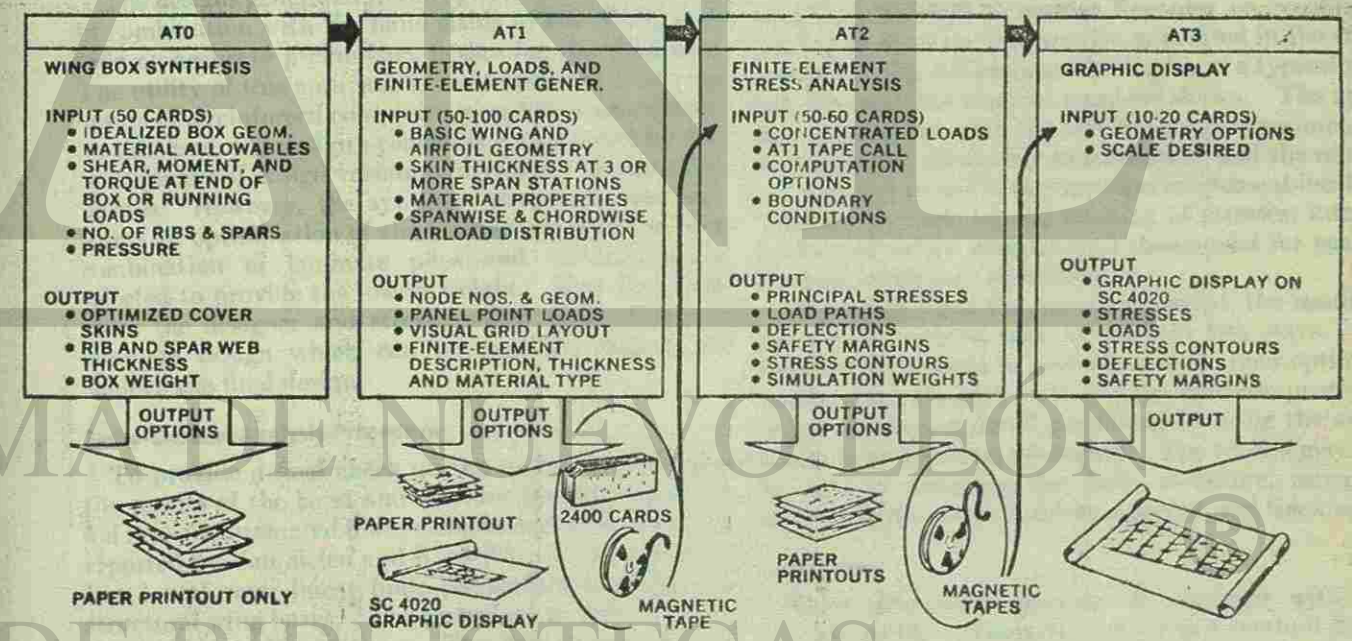 AT0
WING BOX SYNTHESIS
INPUT (50 CARDS)
• IDEALIZED BOX GEOM.
• MATERIAL ALLOWABLES
• SHEAR, MOMENT, AND
TORQUE AT END OF
BOX OR RUNNING
LOADS
• NO. OF RIBS & SPARS
• PRESSURE
OUTPUT
• OPTIMIZED COVER
SKINS
• RIB AND SPAR WEB
THICKNESS
• BOX WEIGHT
OUTPUT
OPTIONS
PAPER PRINTOUT ONLY
AT1
GEOMETRY, LOADS, AND
FINITE-ELEMENT GENER.
INPUT (50-100 CARDS)
• BASIC WING AND
AIRFOIL GEOMETRY
• SKIN THICKNESS AT 3 OR
MORE SPAN STATIONS
• MATERIAL PROPERTIES
• SPANWISE & CHORDWISE
AIRLOAD DISTRIBUTION
OUTPUT
• NODE NOS. & GEOM.
• PANEL POINT LOADS
• VISUAL GRID LAYOUT
• FINITE-ELEMENT
DESCRIPTION, THICKNESS
AND MATERIAL TYPE
OUTPUT
OPTIONS
PAPER PRINTOUT
2400 CARDS
SC 4020
GRAPHIC DISPLAY
MAGNETIC
TAPE
AT2
FINITE-ELEMENT
STRESS ANALYSIS
INPUT (50-60 CARDS)
• CONCENTRATED LOADS
• AT1 TAPE CALL
• COMPUTATION
OPTIONS
• BOUNDARY
CONDITIONS
OUTPUT
• PRINCIPAL STRESSES
• LOAD PATHS
• DEFLECTIONS
• SAFETY MARGINS
• STRESS CONTOURS
• SIMULATION WEIGHTS
OUTPUT
OPTIONS
PAPER
PRINTOUTS
MAGNETIC
TAPES
AT3
GRAPHIC DISPLAY
INPUT (10-20 CARDS)
• GEOMETRY OPTIONS
• SCALE DESIRED
OUTPUT
• GRAPHIC DISPLAY ON
SC 4020
• STRESSES
• LOADS
• STRESS CONTOURS
• DEFLECTIONS
• SAFETY MARGINS
OUTPUT
ANL
MA DE NUEVO LEÓN
®
DE BIBLIOTECAS